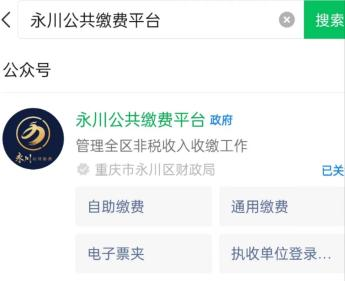 永川公共缴费平台
搜索
公众号
永川公共缴费平台 政府
管理全区非税收入收缴工作
重庆市永川区财政局
已关
自助缴费
通用缴费
电子票夹
执收单位登录...